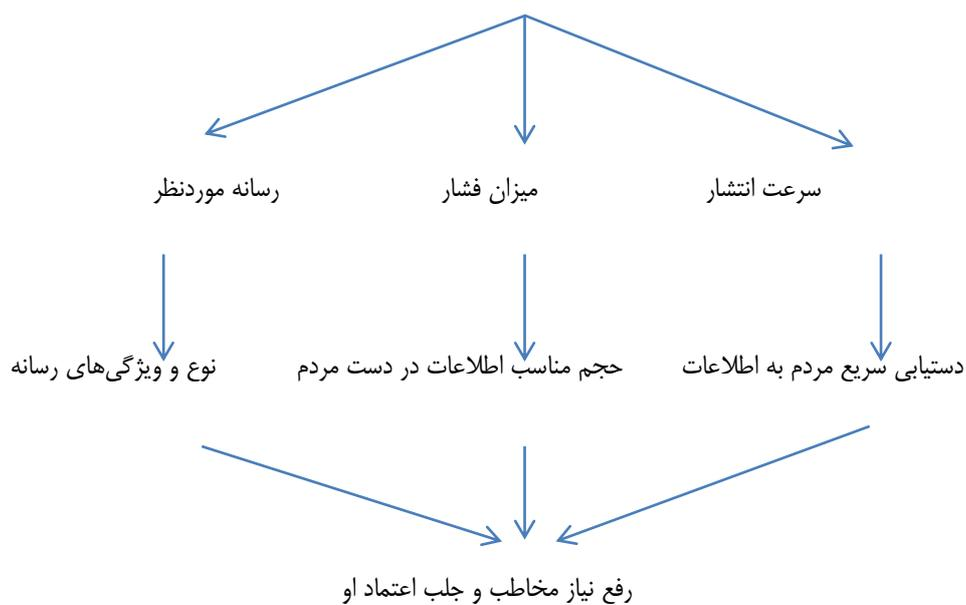 سرعت انتشار
میزان فشار
رسانه موردنظر
دستیابی سریع مردم به اطلاعات
حجم مناسب اطلاعات در دست مردم
نوع و ویژگی‌های رسانه
رفع نیاز مخاطب و جلب اعتماد او